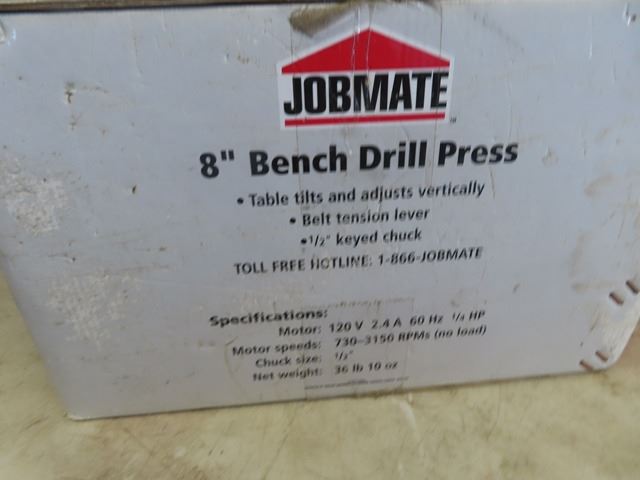 JOBMATE
8" Bench Drill Press
• Table tilts and adjusts vertically
• Belt tension lever
• 1/2" keyed chuck
TOLL FREE HOTLINE: 1-866-JOBMATE
Specifications:
Motor: 120 V 2.4 A 60 Hz 1/4 HP
Motor speeds: 730–3150 RPMs (no load)
Chuck size: 1/2"
Net weight: 36 lb 10 oz